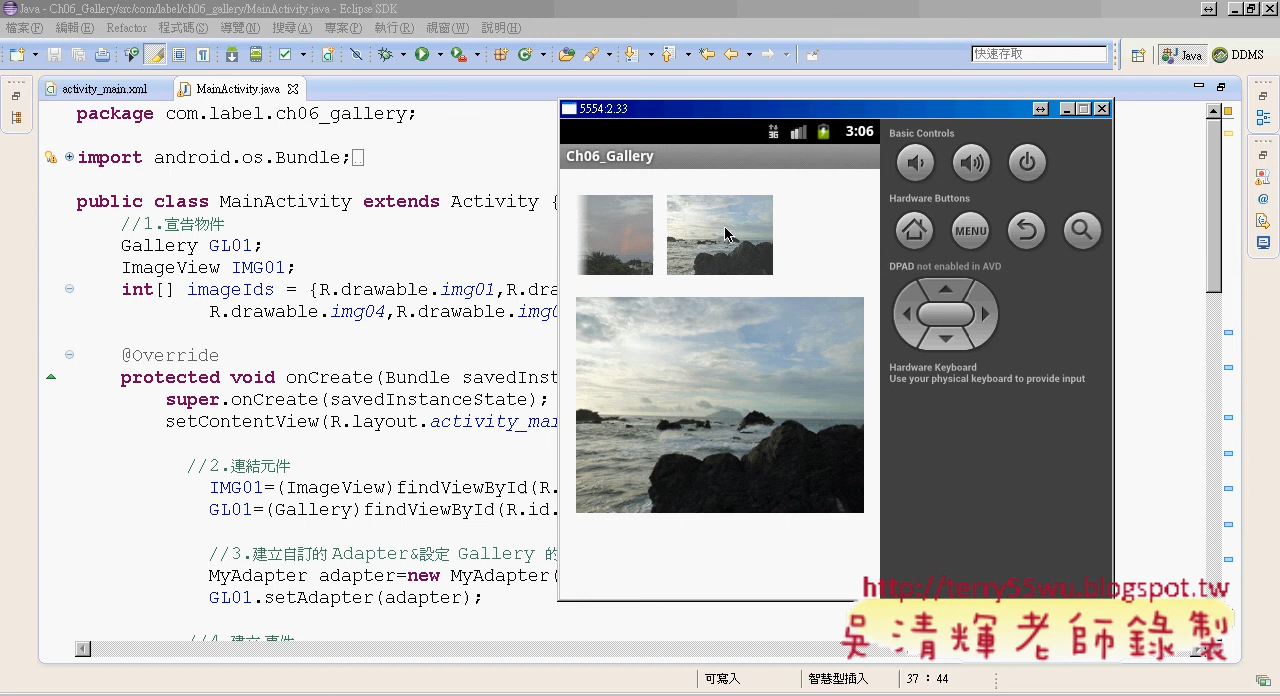 Java - Ch06_Gallery/src/com/label/ch06_gallery/MainActivity.java - Eclipse SDK
檔案(F) 編輯(E) Refactor 程式碼(S) 導覽(N) 搜尋(A) 專案(P) 執行(R) 視窗(W) 說明(H)
快速存取 Java DDMS
activity_main.xml MainActivity.java
package com.label.ch06_gallery;
import android.os.Bundle;
public class MainActivity extends Activity {
//1.宣告物件
Gallery GL01;
ImageView IMG01;
int[] imageIds = {R.drawable.img01,R.dra
R.drawable.img04,R.drawable.img0
@Override
protected void onCreate(Bundle savedInst
super.onCreate(savedInstanceState);
setContentView(R.layout.activity_mai
//2.連結元件
IMG01=(ImageView)findViewById(R.
GL01=(Gallery)findViewById(R.id.
//3.建立自訂的 Adapter&設定 Gallery 的
MyAdapter adapter=new MyAdapter(
GL01.setAdapter(adapter);
5554:2.33
3G 3:06
Ch06_Gallery
Basic Controls
Hardware Buttons
MENU
DPAD not enabled in AVD
Hardware Keyboard
Use your physical keyboard to provide input
http://terry55wu.blogspot.tw
吳清輝老師錄製
可寫入 智慧型插入 37 : 44